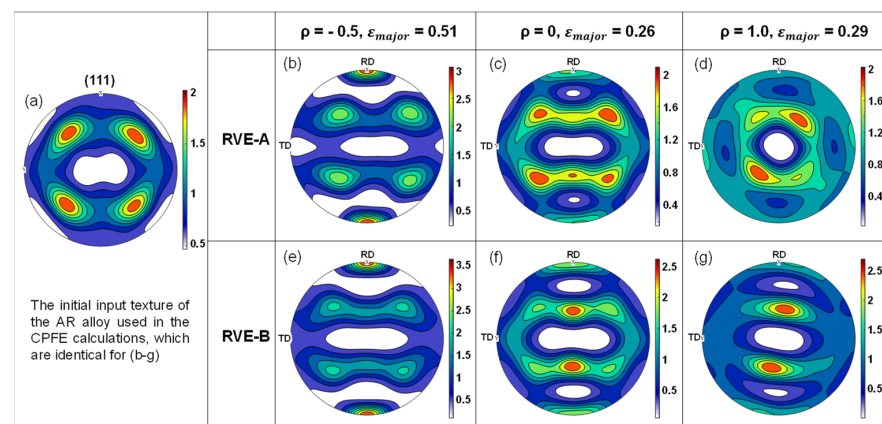 ρ = - 0.5, ε_major = 0.51
ρ = 0, ε_major = 0.26
ρ = 1.0, ε_major = 0.29
(111)
(a)
2
1.5
1
0.5
The initial input texture of
the AR alloy used in the
CPFE calculations, which
are identical for (b-g)
RVE-A
(b)
RD
TD
3
2.5
2
1.5
1
0.5
(c)
RD
TD
2
1.6
1.2
0.8
0.4
(d)
RD
TD
2
1.6
1.2
0.8
0.4
RVE-B
(e)
RD
TD
3.5
3
2.5
2
1.5
1
0.5
(f)
RD
TD
2.5
2
1.5
1
0.5
(g)
RD
TD
2.5
2
1.5
1
0.5